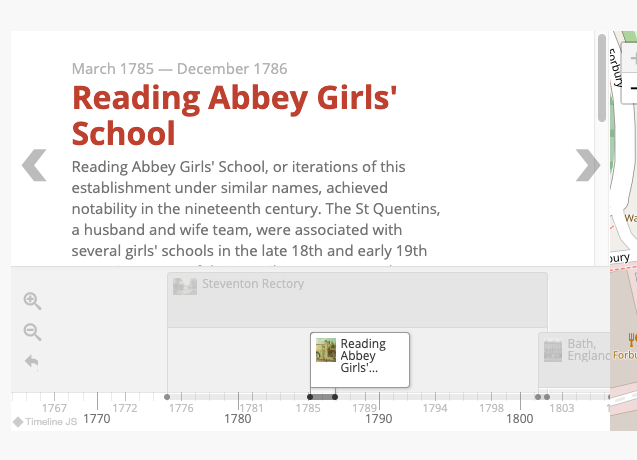 March 1785 — December 1786
Reading Abbey Girls'
School
Reading Abbey Girls' School, or iterations of this
establishment under similar names, achieved
notability in the nineteenth century. The St Quentins,
a husband and wife team, were associated with
several girls' schools in the late 18th and early 19th
Forbury
Wa
bury
Forbu
Steventon Rectory
Reading
Abbey
Girls'...
Bath,
England
1767 1772 1776 1781 1785 1789 1794 1798 1803
1770 1780 1790 1800
Timeline JS